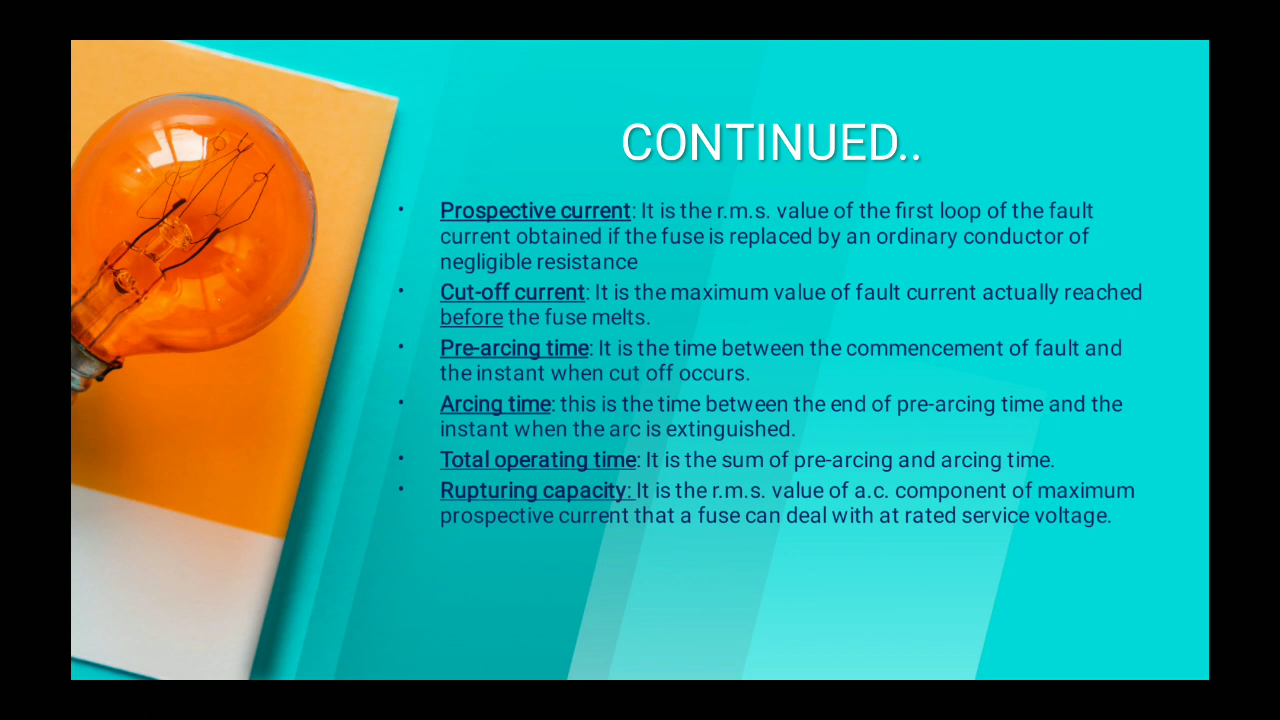 CONTINUED..
• Prospective current: It is the r.m.s. value of the first loop of the fault
current obtained if the fuse is replaced by an ordinary conductor of
negligible resistance
• Cut-off current: It is the maximum value of fault current actually reached
before the fuse melts.
• Pre-arcing time: It is the time between the commencement of fault and
the instant when cut off occurs.
• Arcing time: this is the time between the end of pre-arcing time and the
instant when the arc is extinguished.
• Total operating time: It is the sum of pre-arcing and arcing time.
• Rupturing capacity: It is the r.m.s. value of a.c. component of maximum
prospective current that a fuse can deal with at rated service voltage.